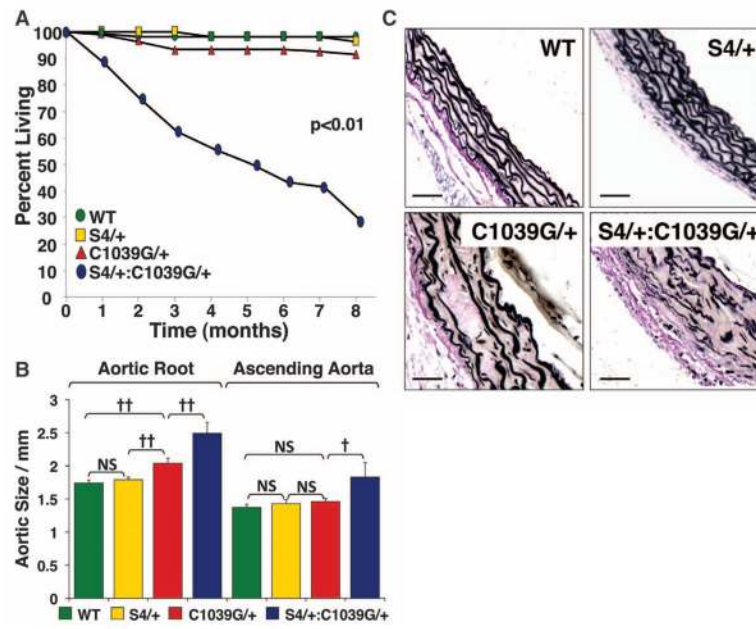 A
100
90
80
70
60
50
40
30
20
10
0
Percent Living
p<0.01
WT
S4/+
C1039G/+
S4/+:C1039G/+
0 1 2 3 4 5 6 7 8
Time (months)
B
Aortic Root Ascending Aorta
3
2.5
2
1.5
1
0.5
0
Aortic Size / mm
†† ††
††
NS
NS
†
NS NS
WT S4/+ C1039G/+ S4/+:C1039G/+
C
WT
S4/+
C1039G/+
S4/+:C1039G/+